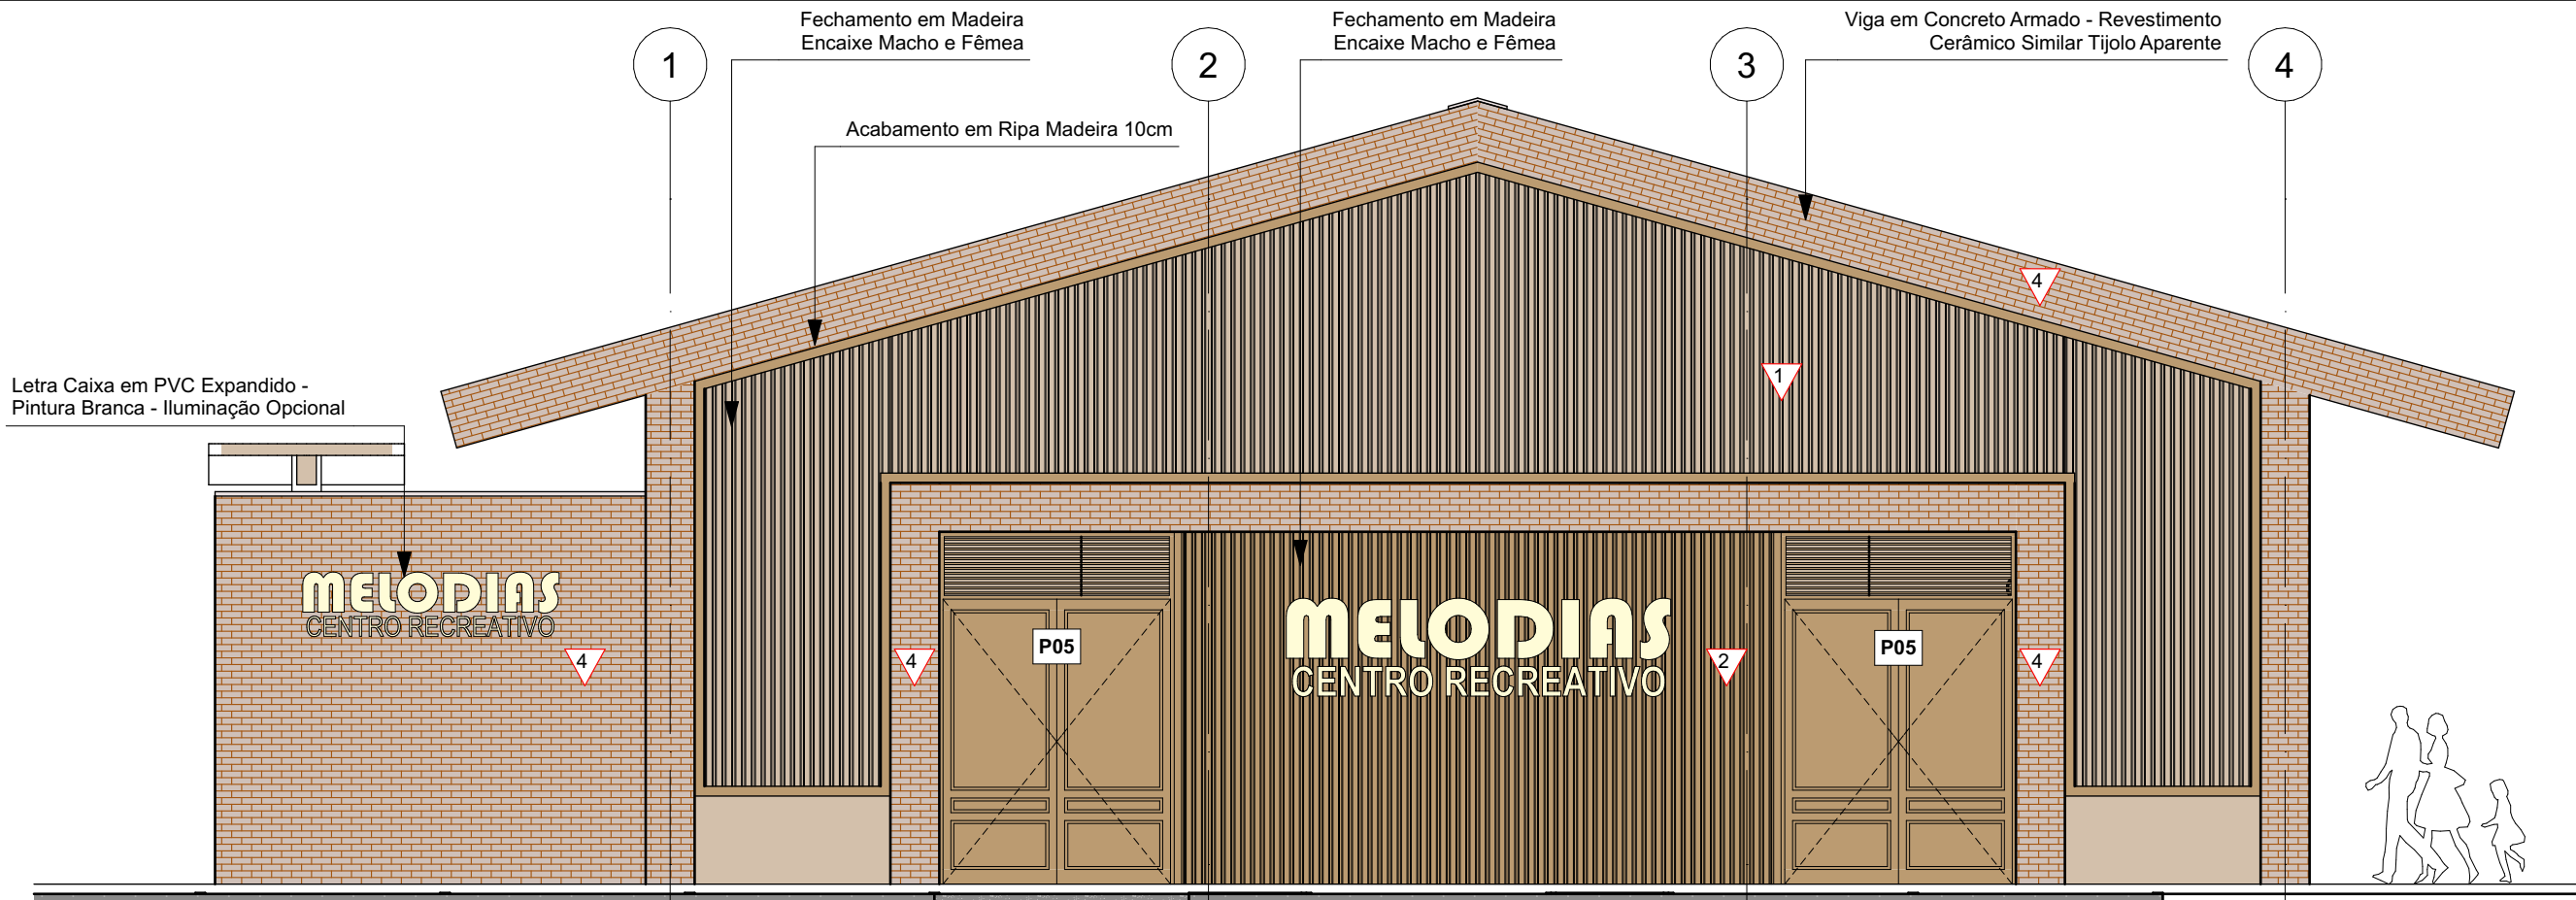 Fechamento em Madeira
Encaixe Macho e Fêmea
Fechamento em Madeira
Encaixe Macho e Fêmea
Viga em Concreto Armado - Revestimento
Cerâmico Similar Tijolo Aparente
1
2
3
4
Acabamento em Ripa Madeira 10cm
4
1
Letra Caixa em PVC Expandido -
Pintura Branca - Iluminação Opcional
MELODIAS
CENTRO RECREATIVO
MELODIAS
CENTRO RECREATIVO
P05
P05
4
4
2
4